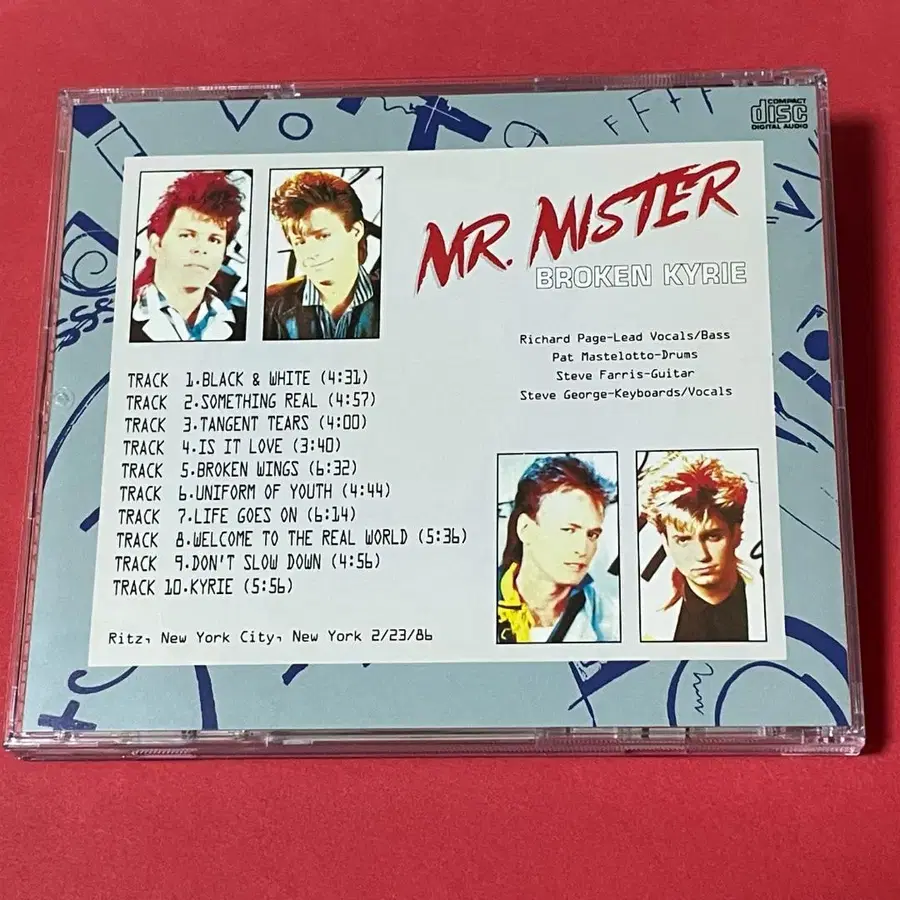 COMPACT
disc
DIGITAL AUDIO
MR. MISTER
BROKEN KYRIE
Richard Page-Lead Vocals/Bass
Pat Mastelotto-Drums
Steve Farris-Guitar
Steve George-Keyboards/Vocals
TRACK 1.BLACK & WHITE (4:31)
TRACK 2.SOMETHING REAL (4:57)
TRACK 3.TANGENT TEARS (4:00)
TRACK 4.IS IT LOVE (3:40)
TRACK 5.BROKEN WINGS (6:32)
TRACK 6.UNIFORM OF YOUTH (4:44)
TRACK 7.LIFE GOES ON (6:14)
TRACK 8.WELCOME TO THE REAL WORLD (5:36)
TRACK 9.DON'T SLOW DOWN (4:56)
TRACK 10.KYRIE (5:56)
Ritz, New York City, New York 2/23/86